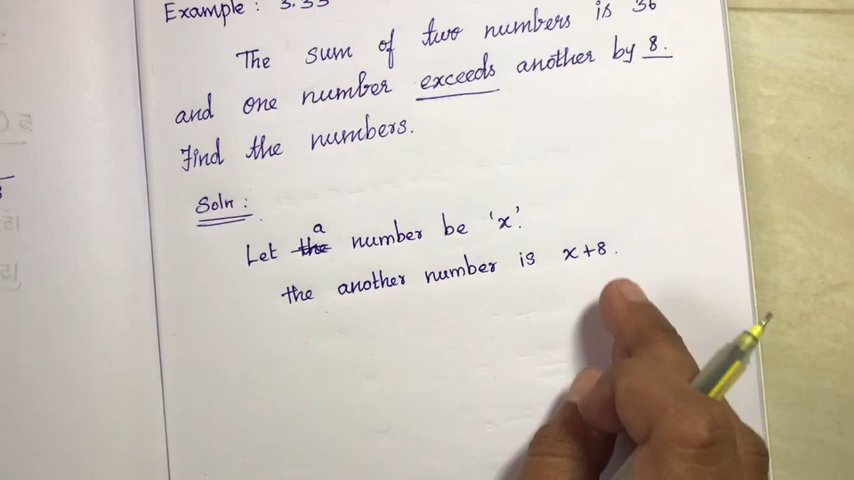 Example : 3.33
The sum of two numbers is 36
and one number exceeds another by 8.
Find the numbers.
Soln :
Let the a number be 'x'.
the another number is x+8.